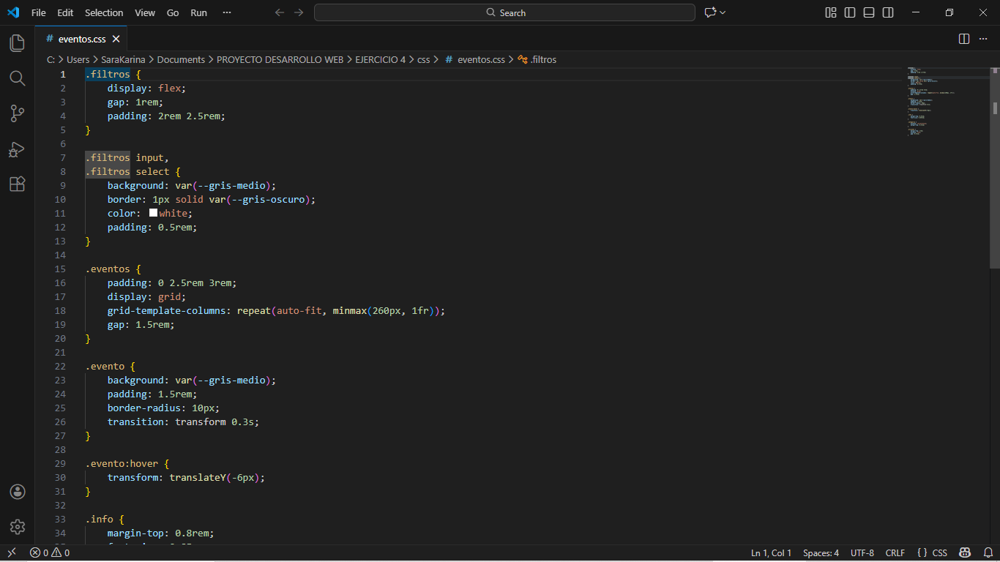 File Edit Selection View Go Run ··· Search
# eventos.css
C: > Users > SaraKarina > Documents > PROYECTO DESARROLLO WEB > EJERCICIO 4 > css > # eventos.css > .filtros
1 .filtros {
2 display: flex;
3 gap: 1rem;
4 padding: 2rem 2.5rem;
5 }
6
7 .filtros input,
8 .filtros select {
9 background: var(--gris-medio);
10 border: 1px solid var(--gris-oscuro);
11 color: white;
12 padding: 0.5rem;
13 }
14
15 .eventos {
16 padding: 0 2.5rem 3rem;
17 display: grid;
18 grid-template-columns: repeat(auto-fit, minmax(260px, 1fr));
19 gap: 1.5rem;
20 }
21
22 .evento {
23 background: var(--gris-medio);
24 padding: 1.5rem;
25 border-radius: 10px;
26 transition: transform 0.3s;
27 }
28
29 .evento:hover {
30 transform: translateY(-6px);
31 }
32
33 .info {
34 margin-top: 0.8rem;
0 0 Ln 1, Col 1 Spaces: 4 UTF-8 CRLF { } CSS